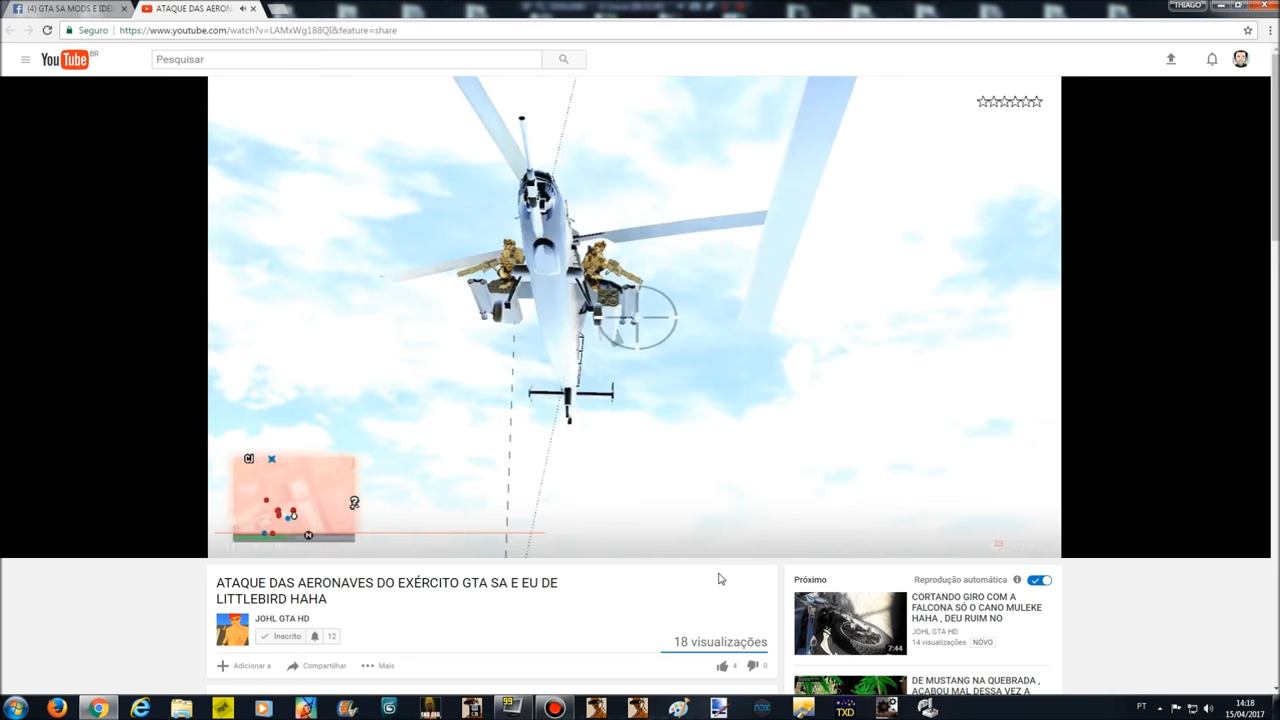 THIAGO
(4) GTA SA MODS E IDEI
ATAQUE DAS AERON
Seguro
https://www.youtube.com/watch?v=LAMxWg188QI&feature=share
YouTube BR
Pesquisar
N
ATAQUE DAS AERONAVES DO EXÉRCITO GTA SA E EU DE
LITTLEBIRD HAHA
JOHL GTA HD
Inscrito 12
18 visualizações
Adicionar a Compartilhar Mais
4 0
Próximo Reprodução automática
CORTANDO GIRO COM A
FALCONA SÓ O CANO MULEKE
HAHA , DEU RUIM NO
JOHL GTA HD
14 visualizações NOVO
7:44
DE MUSTANG NA QUEBRADA ,
ACABOU MAL DESSA VEZ A
99
TXD
PT
14:18
15/04/2017